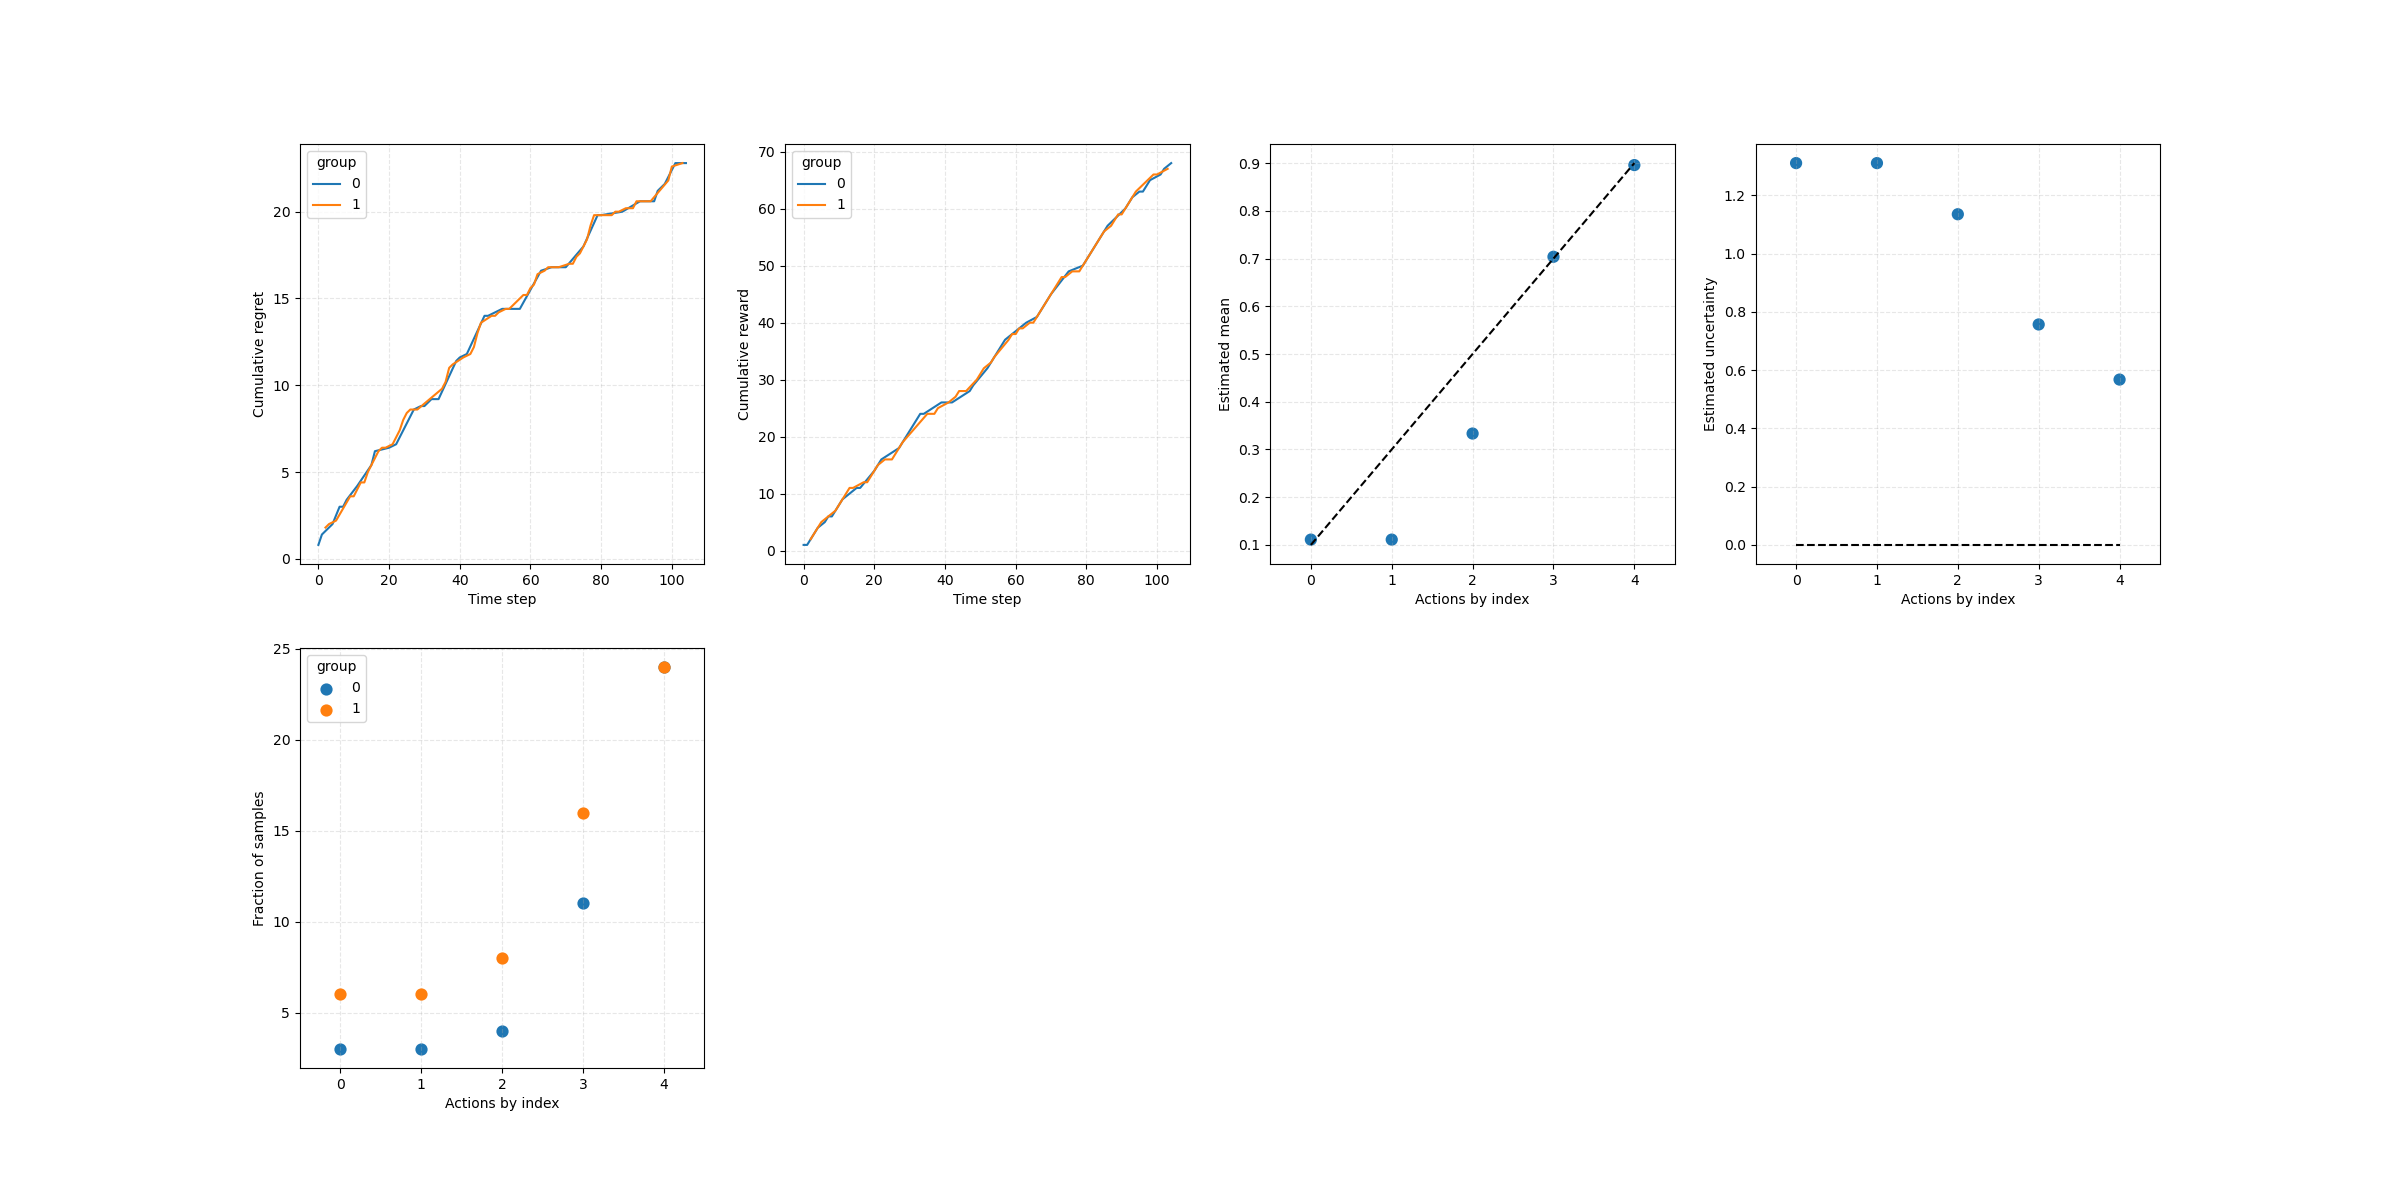 group
0
1
20
15
10
5
0
Cumulative regret
0 20 40 60 80 100
Time step
group
0
1
70
60
50
40
30
20
10
0
Cumulative reward
0 20 40 60 80 100
Time step
0.9
0.8
0.7
0.6
0.5
0.4
0.3
0.2
0.1
Estimated mean
0 1 2 3 4
Actions by index
1.2
1.0
0.8
0.6
0.4
0.2
0.0
Estimated uncertainty
0 1 2 3 4
Actions by index
group
0
1
25
20
15
10
5
Fraction of samples
0 1 2 3 4
Actions by index